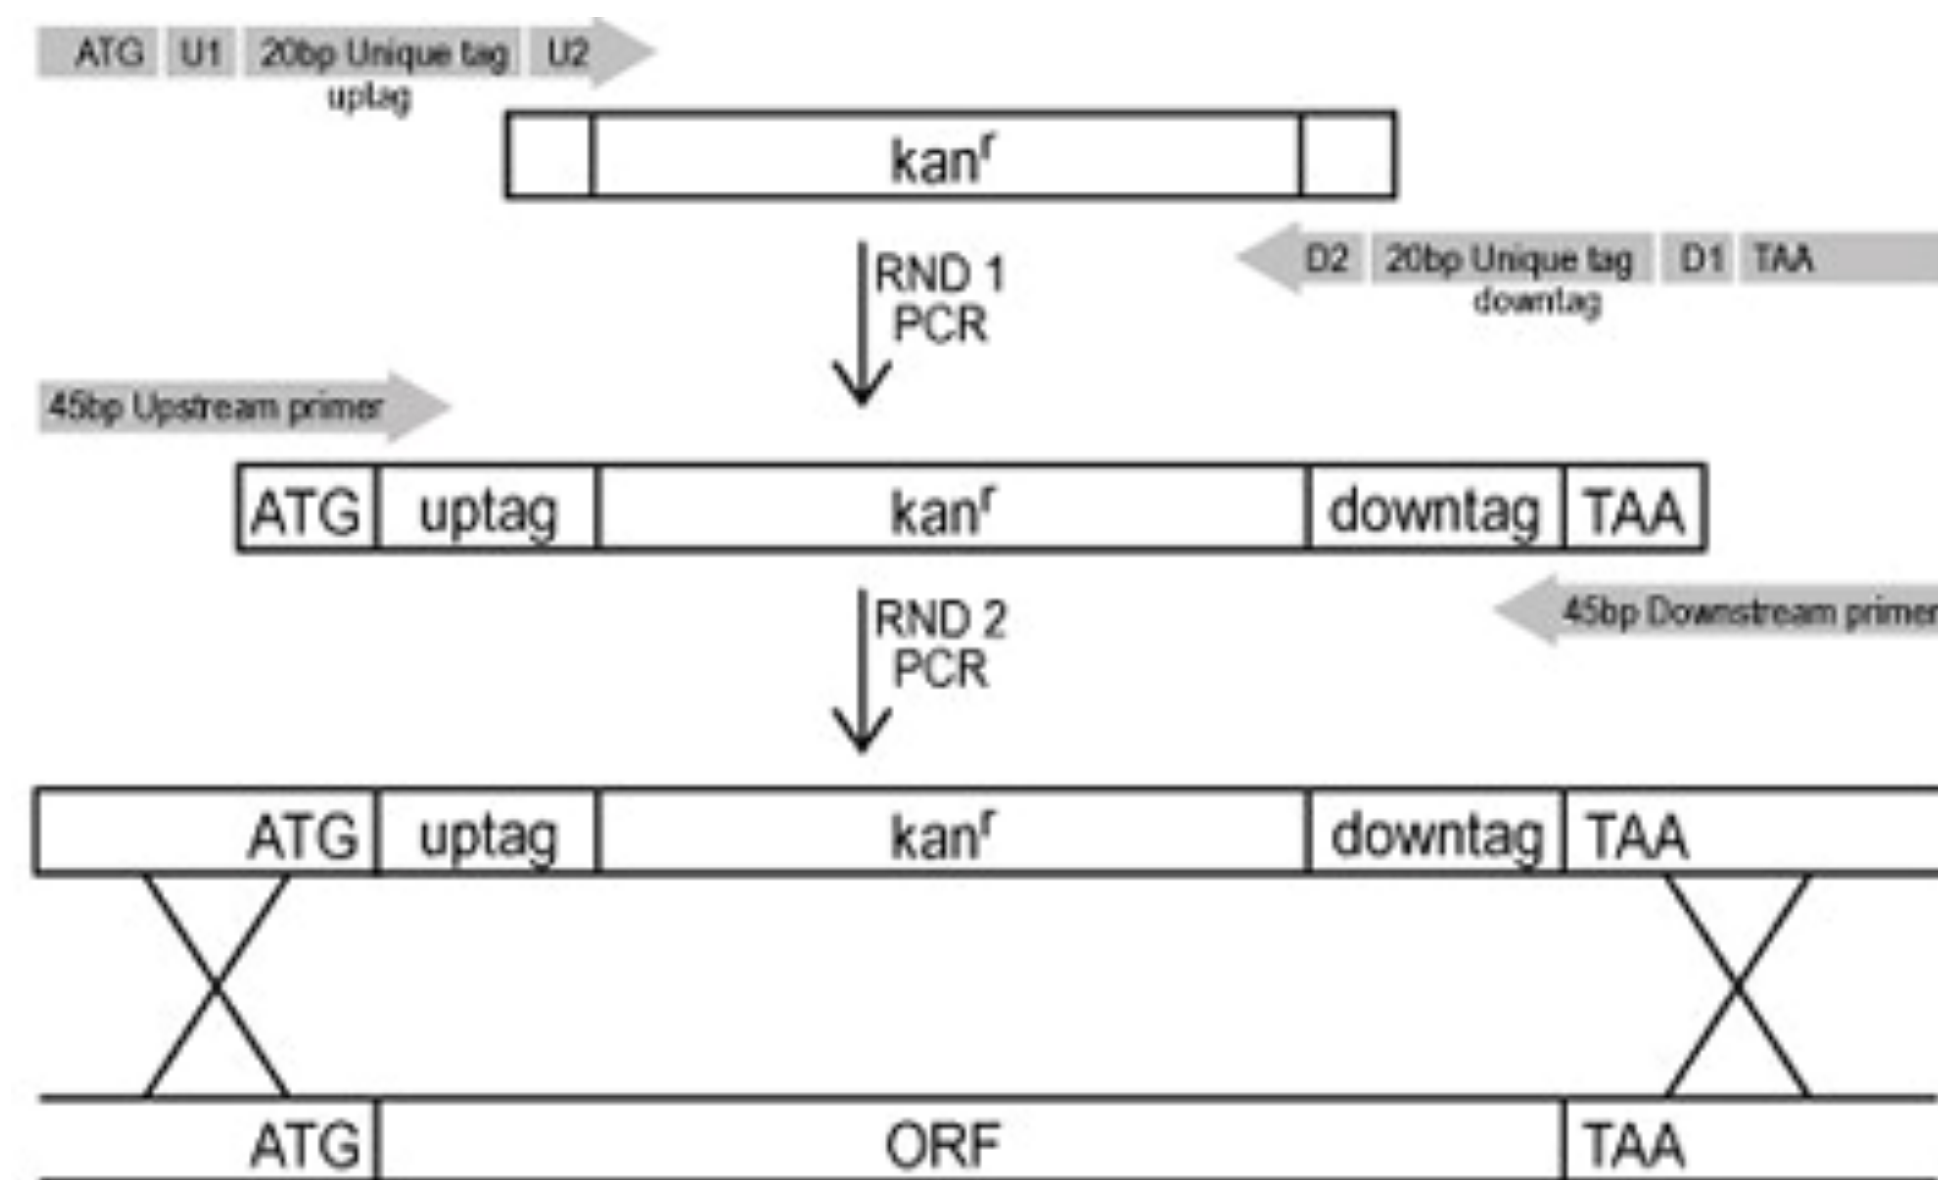 ATG U1 20bp Unique tag U2
uptag
kanʳ
D2 20bp Unique tag D1 TAA
downtag
RND 1
PCR
45bp Upstream primer
ATG uptag kanʳ downtag TAA
45bp Downstream primer
RND 2
PCR
ATG uptag kanʳ downtag TAA
ATG ORF TAA